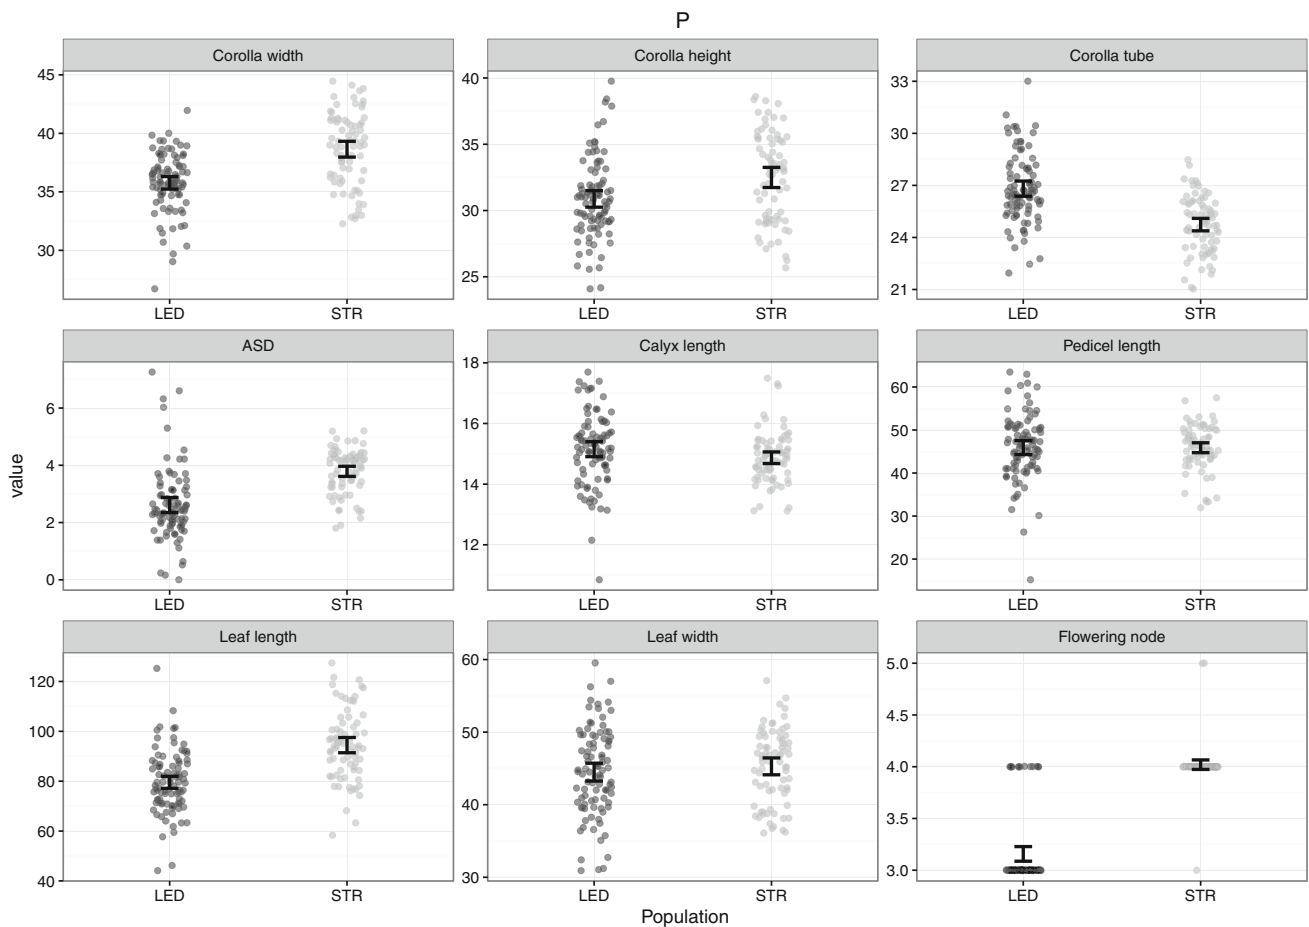 P
Corolla width
Corolla height
Corolla tube
45
40
35
30
40
35
30
25
33
30
27
24
21
LED
STR
LED
STR
LED
STR
ASD
Calyx length
Pedicel length
value
6
4
2
0
18
16
14
12
60
50
40
30
20
LED
STR
LED
STR
LED
STR
Leaf length
Leaf width
Flowering node
120
100
80
60
40
60
50
40
30
5.0
4.5
4.0
3.5
3.0
LED
STR
LED
STR
LED
STR
Population